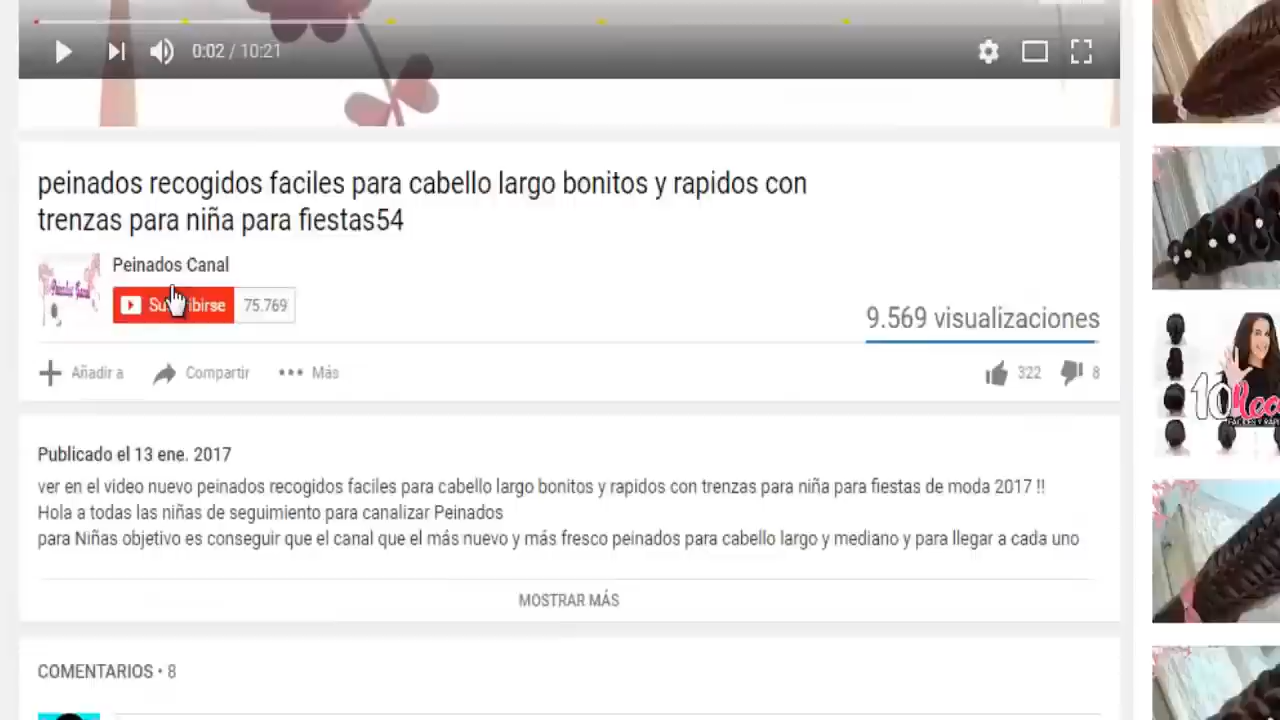 0:02 / 10:21
peinados recogidos faciles para cabello largo bonitos y rapidos con
trenzas para niña para fiestas54
Peinados Canal
Peinados Canal
Suscribirse 75.769
9.569 visualizaciones
Añadir a Compartir Más 322 8
Publicado el 13 ene. 2017
ver en el video nuevo peinados recogidos faciles para cabello largo bonitos y rapidos con trenzas para niña para fiestas de moda 2017 !!
Hola a todas las niñas de seguimiento para canalizar Peinados
para Niñas objetivo es conseguir que el canal que el más nuevo y más fresco peinados para cabello largo y mediano y para llegar a cada uno
MOSTRAR MÁS
COMENTARIOS • 8
10